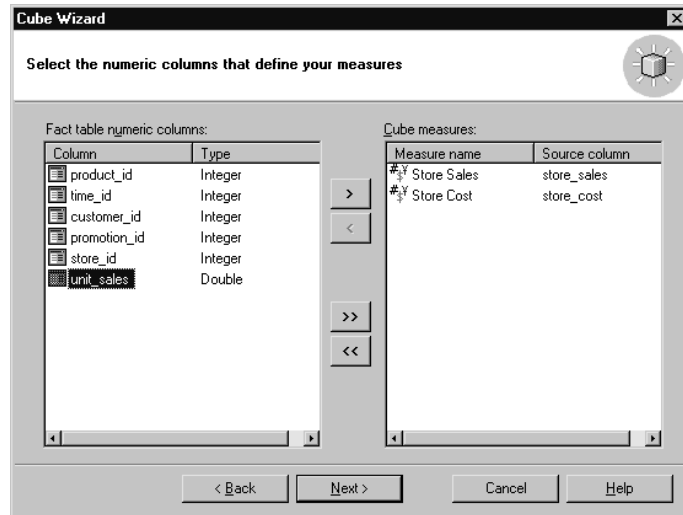 Cube Wizard
Select the numeric columns that define your measures
Fact table numeric columns:
Column Type
product_id Integer
time_id Integer
customer_id Integer
promotion_id Integer
store_id Integer
unit_sales Double
>
<
>>
<<
Cube measures:
Measure name Source column
Store Sales store_sales
Store Cost store_cost
< Back Next > Cancel Help